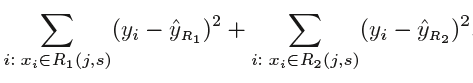 $$\sum_{i:\; x_i \in R_1(j,s)} (y_i - \hat{y}_{R_1})^2 + \sum_{i:\; x_i \in R_2(j,s)} (y_i - \hat{y}_{R_2})^2.$$